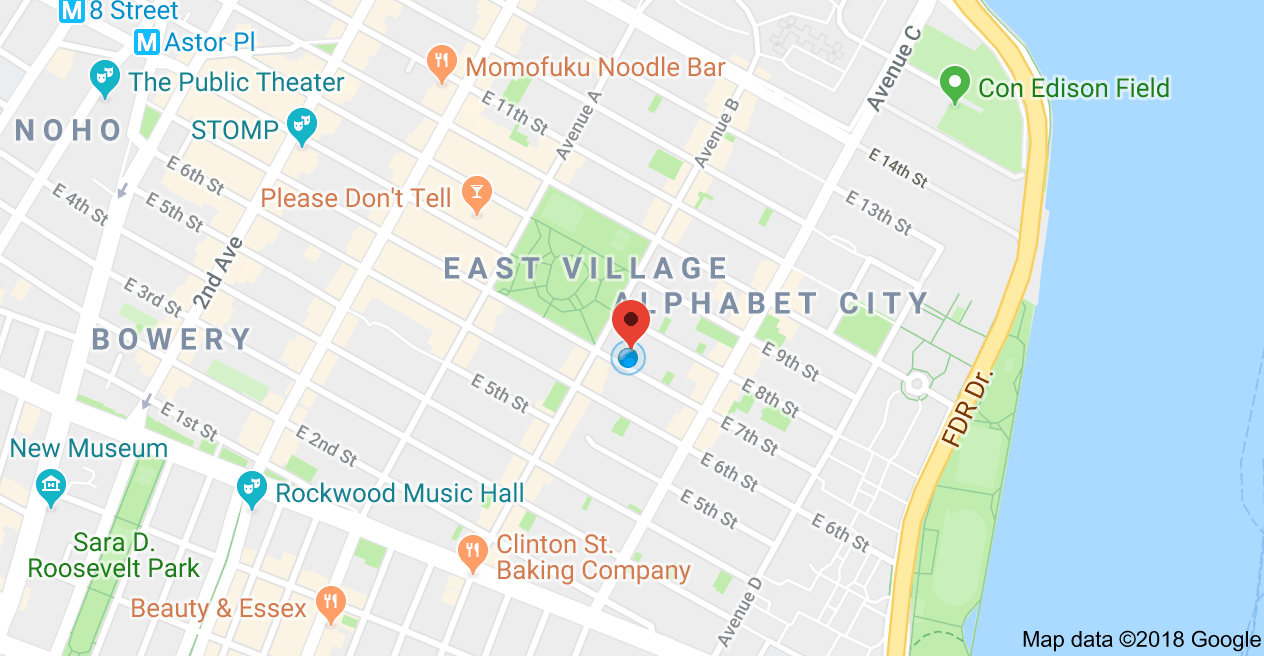 M 8 Street
M Astor Pl
The Public Theater
Momofuku Noodle Bar
Avenue C
Con Edison Field
NOHO
STOMP
E 11th St
Avenue A
Avenue B
E 14th St
E 6th St
E 4th St
E 5th St
Please Don't Tell
E 13th St
2nd Ave
EAST VILLAGE
ALPHABET CITY
E 3rd St
BOWERY
E 9th St
E 5th St
E 8th St
FDR Dr.
E 1st St
E 2nd St
E 7th St
New Museum
E 6th St
Rockwood Music Hall
E 5th St
E 6th St
Sara D.
Roosevelt Park
Clinton St.
Baking Company
Beauty & Essex
Avenue D
Map data ©2018 Google